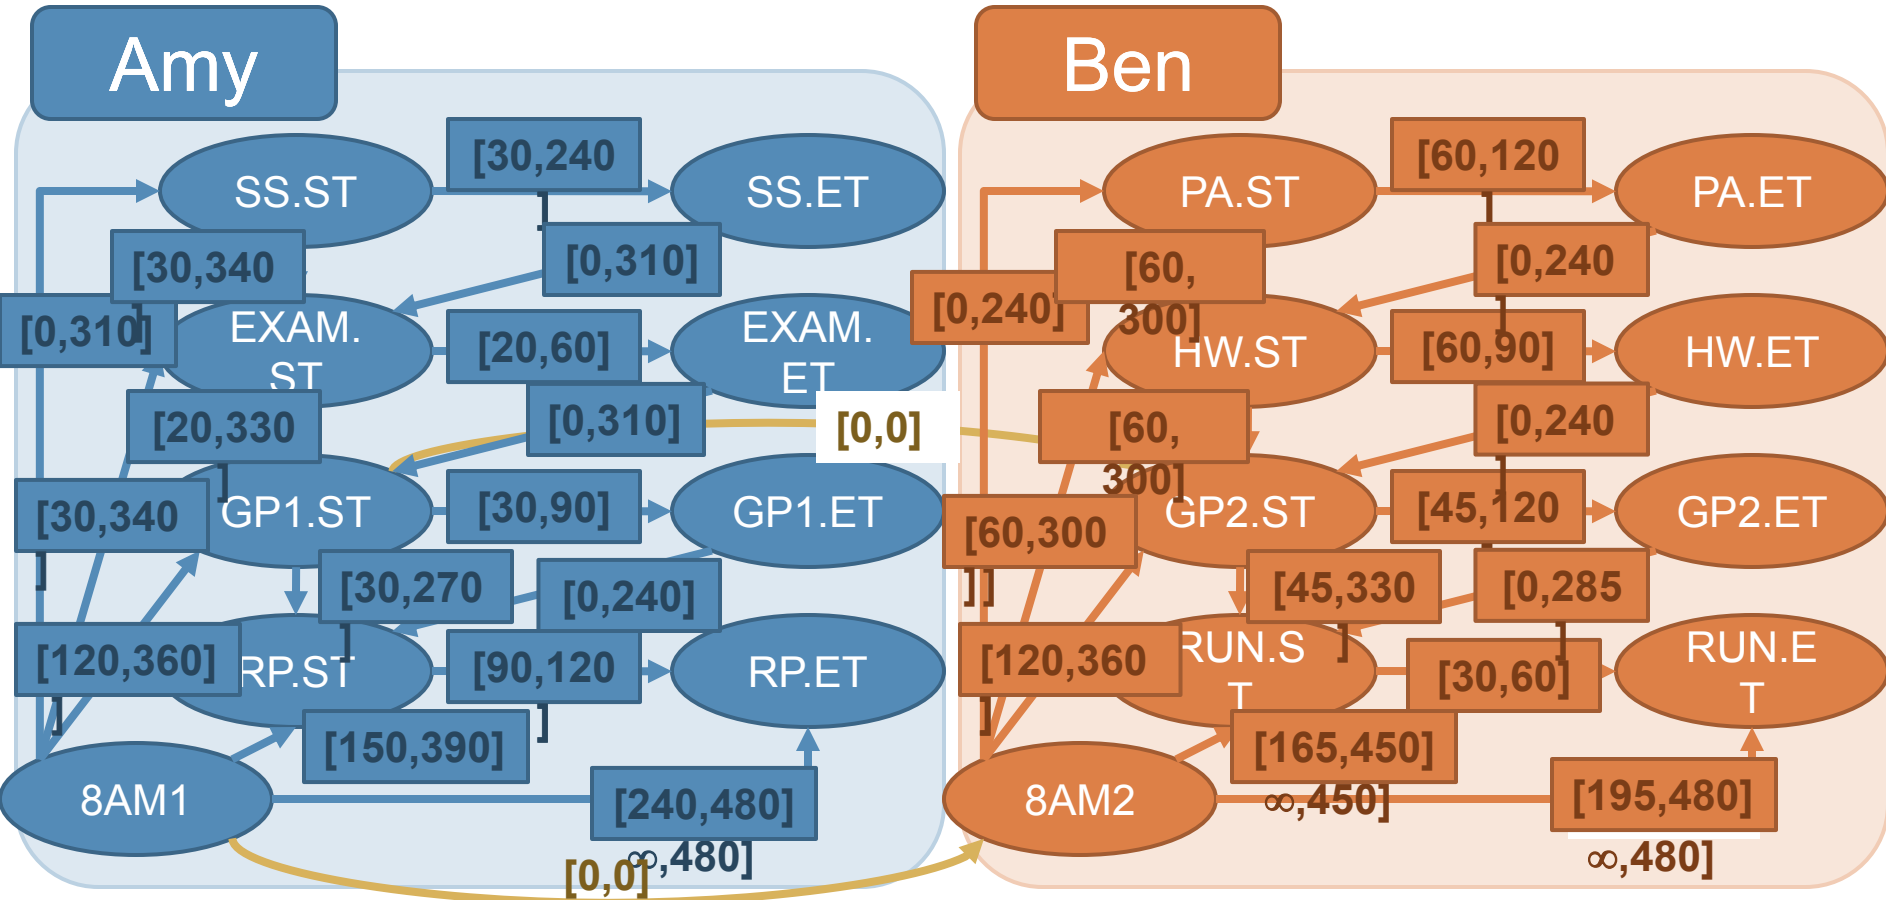 Amy
Ben
[30,240
]
[60,120
]
SS.ST
SS.ET
PA.ST
PA.ET
[30,340
]
[0,310]
[60,
300]
[0,240
]
[0,310]
[0,240]
EXAM.
ST
[20,60]
EXAM.
ET
HW.ST
[60,90]
HW.ET
[20,330
]
[0,310]
[0,0]
[60,
300]
[0,240
]
[30,340
]
GP1.ST
[30,90]
GP1.ET
[60,300
]]
GP2.ST
[45,120
GP2.ET
[30,270
]
[0,240]
[45,330
]
[0,285
]
[120,360]
]
RP.ST
[90,120
]
RP.ET
[120,360
]
RUN.S
T
[30,60]
RUN.E
T
[150,390]
[165,450]
∞,450]
8AM1
[240,480]
∞,480]
8AM2
[195,480]
∞,480]
[0,0]